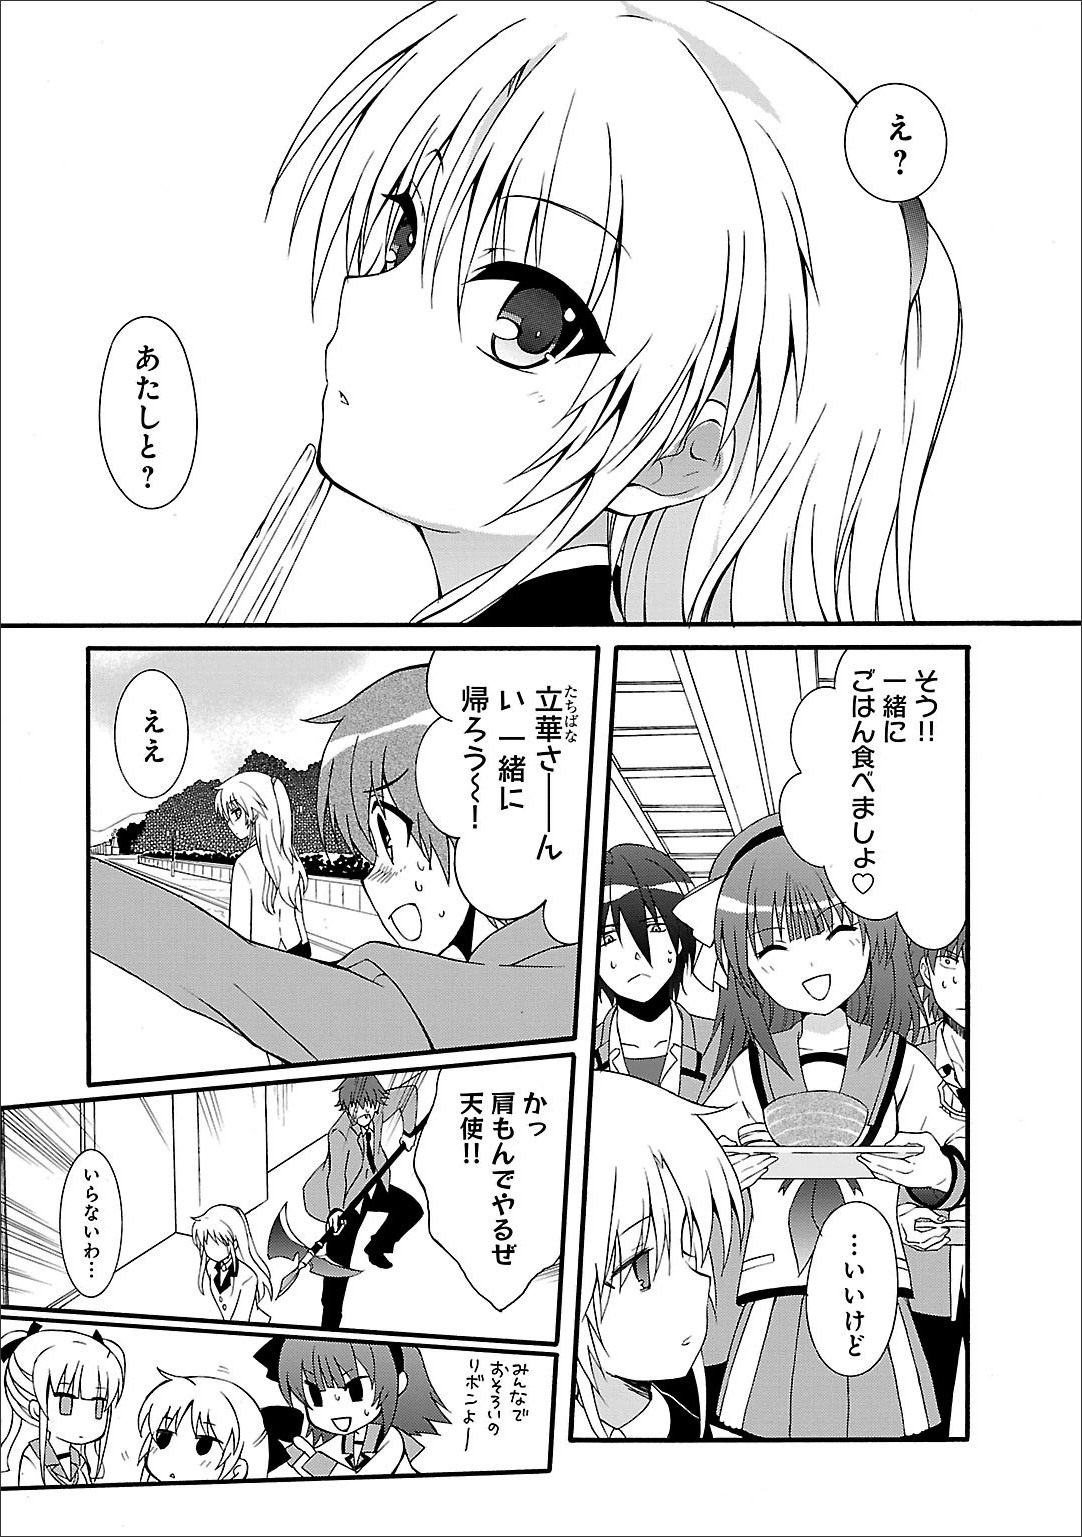 え？
あたしと？
そう!!
一緒に
ごはん食べましょ♡
…いいけど
立華さ――ん
たちばな
い 一緒に
帰ろう～！
ええ
かっ
肩もんでやるぜ
天使!!
いらないわ…
みんなで
おそろいの
リボンよー